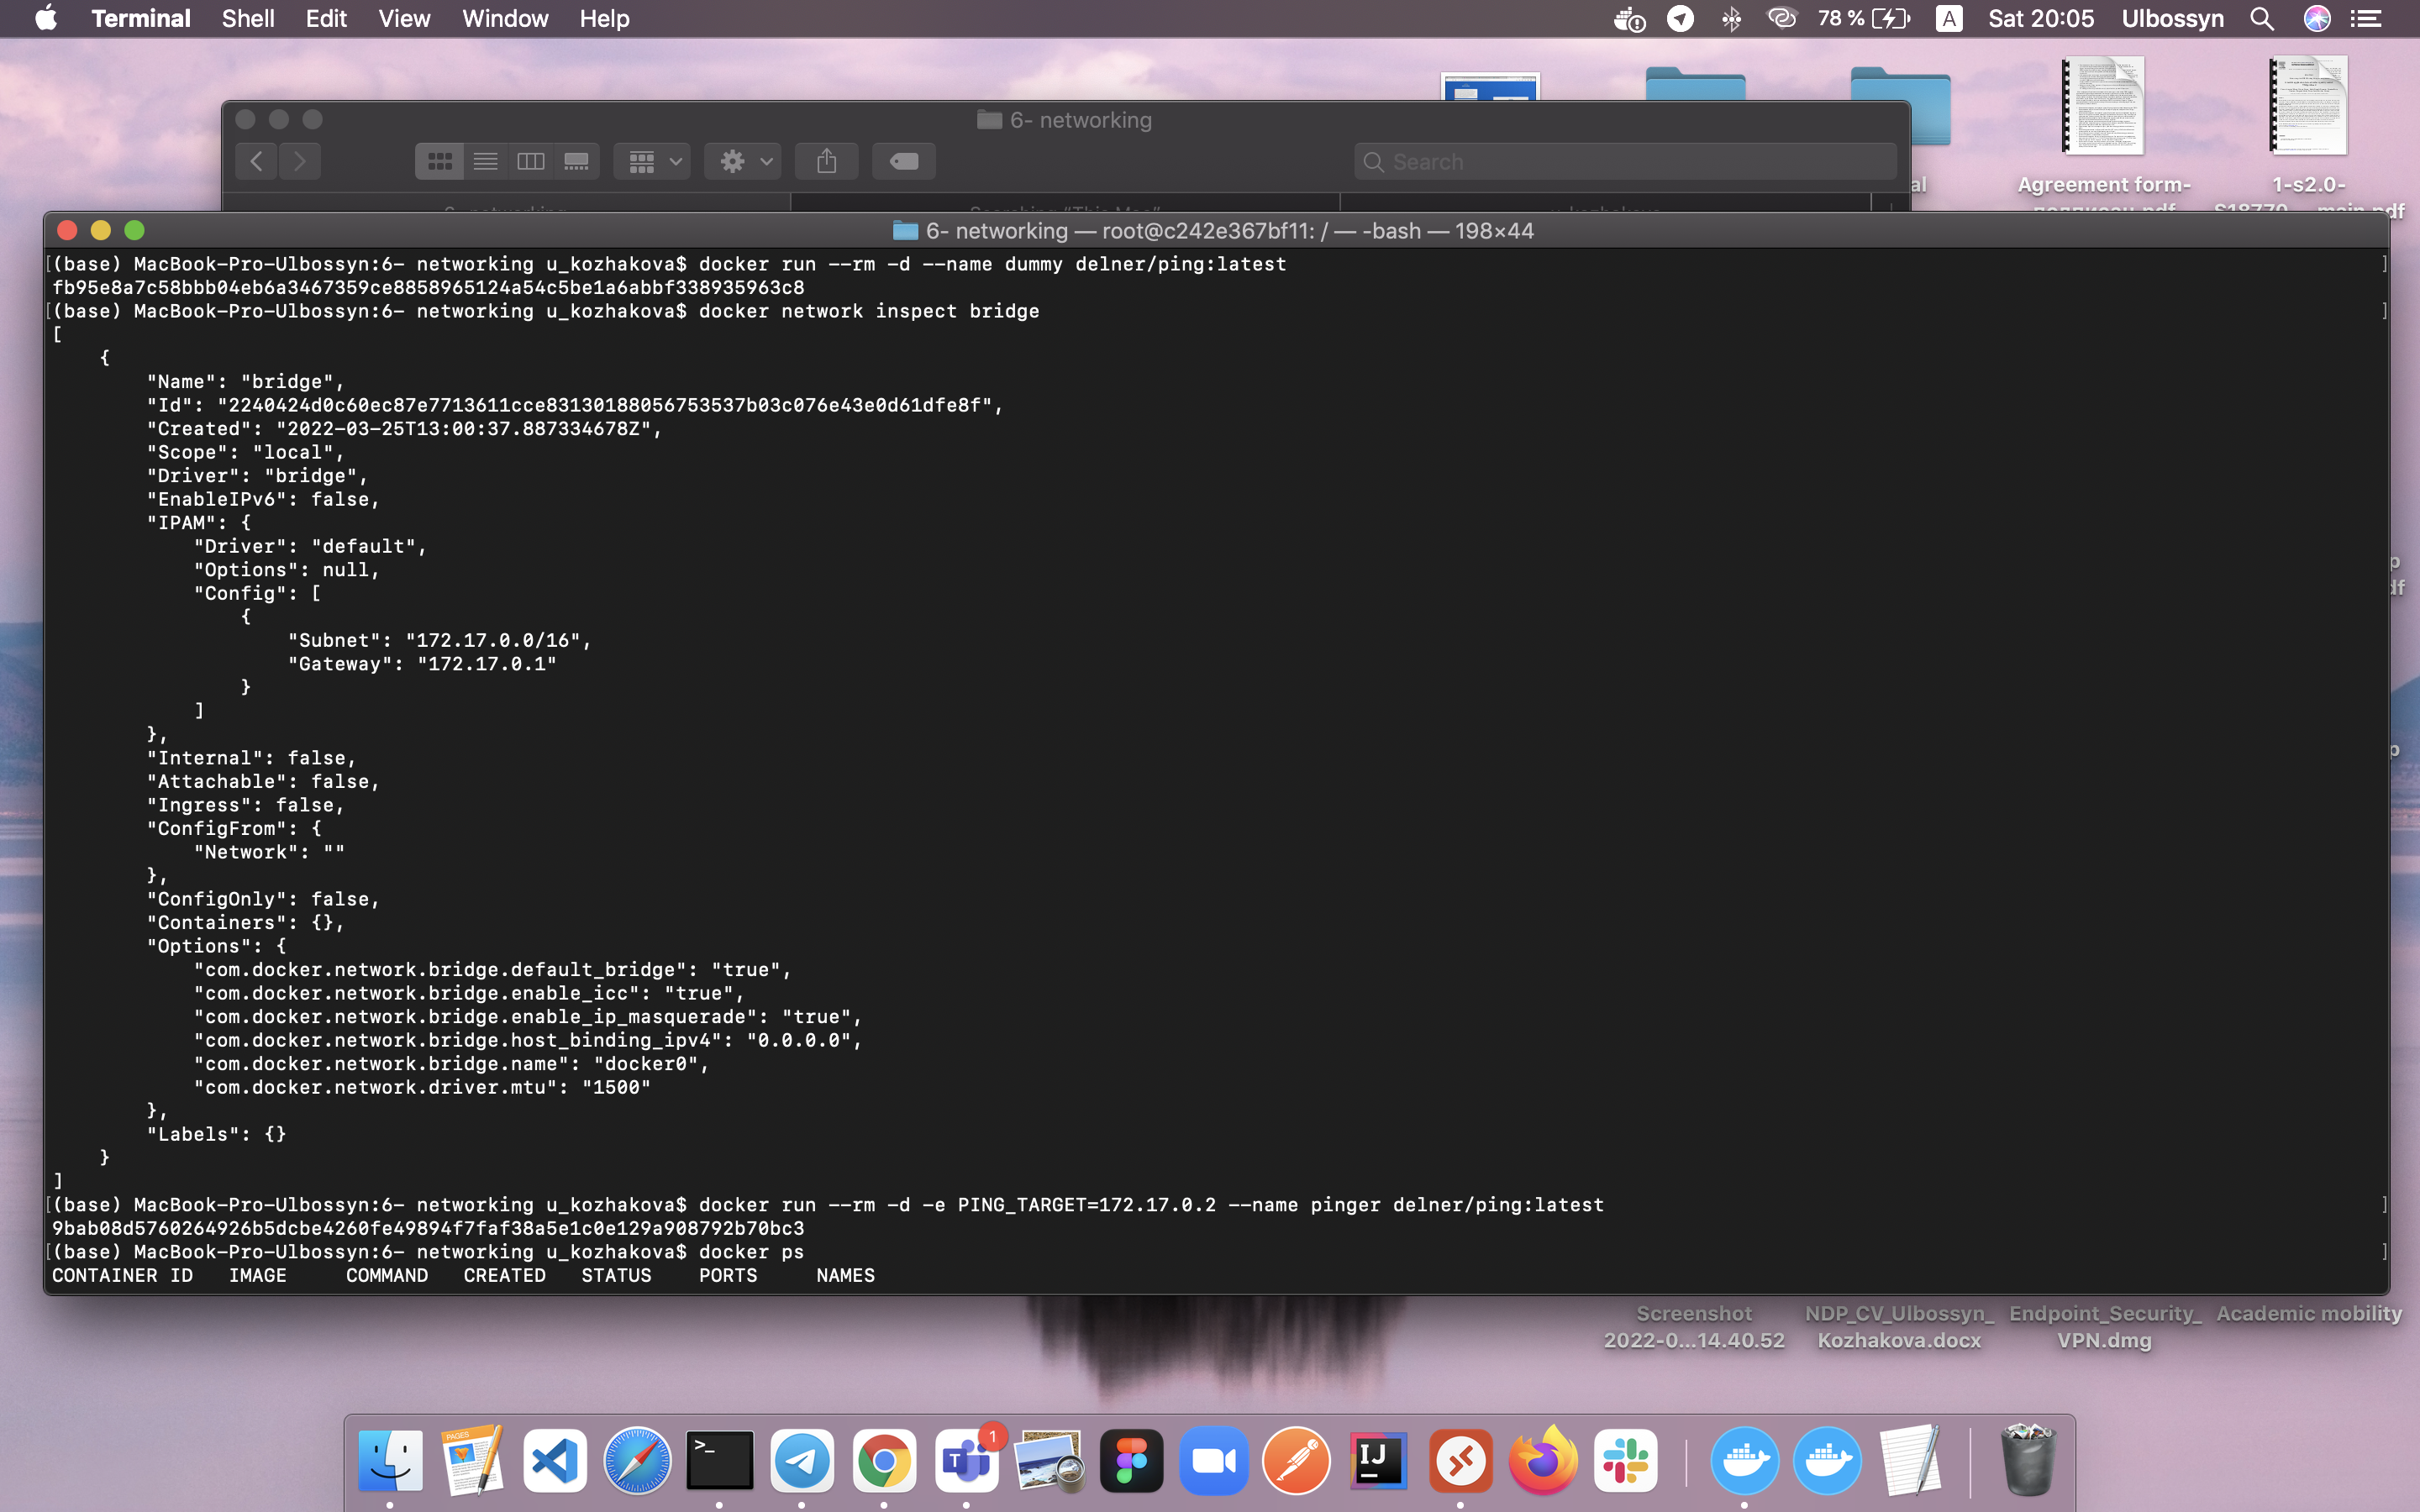 Terminal Shell Edit View Window Help 78 % A Sat 20:05 Ulbossyn
6- networking
Search
al
Agreement form-
1-s2.0-
6- networking — root@c242e367bf11: / — -bash — 198×44
[(base) MacBook-Pro-Ulbossyn:6- networking u_kozhakova$ docker run --rm -d --name dummy delner/ping:latest ]
fb95e8a7c58bbb04eb6a3467359ce8858965124a54c5be1a6abbf338935963c8
[(base) MacBook-Pro-Ulbossyn:6- networking u_kozhakova$ docker network inspect bridge ]
[
    {
        "Name": "bridge",
        "Id": "2240424d0c60ec87e7713611cce83130188056753537b03c076e43e0d61dfe8f",
        "Created": "2022-03-25T13:00:37.887334678Z",
        "Scope": "local",
        "Driver": "bridge",
        "EnableIPv6": false,
        "IPAM": {
            "Driver": "default",
            "Options": null,
            "Config": [
                {
                    "Subnet": "172.17.0.0/16",
                    "Gateway": "172.17.0.1"
                }
            ]
        },
        "Internal": false,
        "Attachable": false,
        "Ingress": false,
        "ConfigFrom": {
            "Network": ""
        },
        "ConfigOnly": false,
        "Containers": {},
        "Options": {
            "com.docker.network.bridge.default_bridge": "true",
            "com.docker.network.bridge.enable_icc": "true",
            "com.docker.network.bridge.enable_ip_masquerade": "true",
            "com.docker.network.bridge.host_binding_ipv4": "0.0.0.0",
            "com.docker.network.bridge.name": "docker0",
            "com.docker.network.driver.mtu": "1500"
        },
        "Labels": {}
    }
]
[(base) MacBook-Pro-Ulbossyn:6- networking u_kozhakova$ docker run --rm -d -e PING_TARGET=172.17.0.2 --name pinger delner/ping:latest ]
9bab08d5760264926b5dcbe4260fe49894f7faf38a5e1c0e129a908792b70bc3
[(base) MacBook-Pro-Ulbossyn:6- networking u_kozhakova$ docker ps ]
CONTAINER ID   IMAGE     COMMAND   CREATED   STATUS    PORTS     NAMES
Screenshot
2022-0...14.40.52
NDP_CV_Ulbossyn_
Kozhakova.docx
Endpoint_Security_
VPN.dmg
Academic mobility
PAGES
1